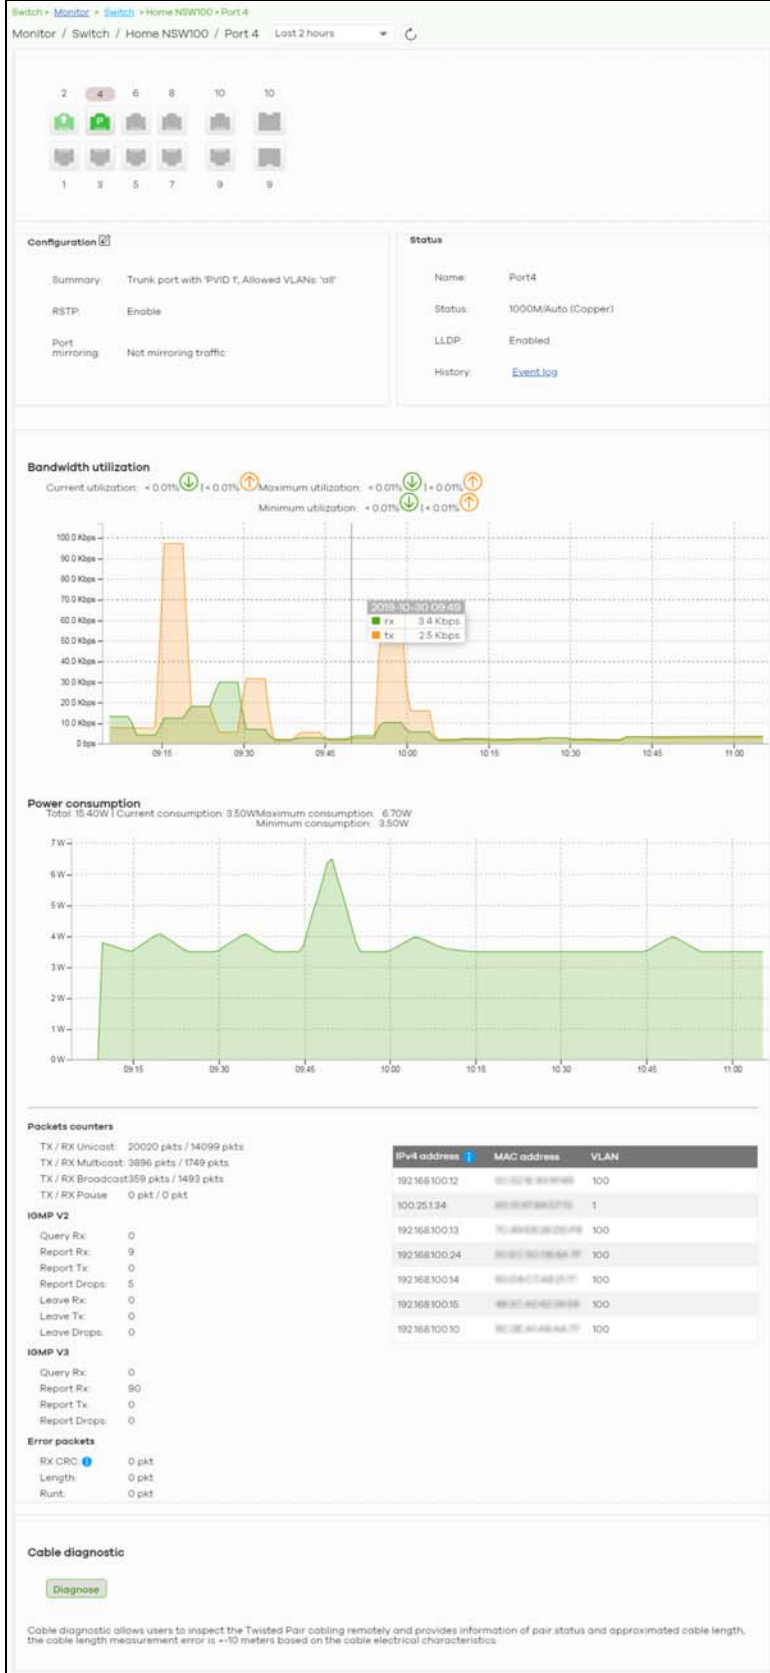 Switch > Monitor > Switch > Home NSW100 > Port 4
Monitor / Switch / Home NSW100 / Port 4 Last 2 hours
2 4 6 8 10 10
P
1 3 5 7 9 9
Configuration
Summary: Trunk port with 'PVID 1', Allowed VLANs: 'all'
RSTP: Enable
Port mirroring: Not mirroring traffic
Status
Name: Port4
Status: 1000M/Auto (Copper)
LLDP: Enabled
History: Event log
Bandwidth utilization
Current utilization: < 0.01% | < 0.01% Maximum utilization: < 0.01% | < 0.01%
Minimum utilization: < 0.01% | < 0.01%
100.0 Kbps
90.0 Kbps
80.0 Kbps
70.0 Kbps
60.0 Kbps
50.0 Kbps
40.0 Kbps
30.0 Kbps
20.0 Kbps
10.0 Kbps
0 bps
2019-10-30 09:49
rx 3.4 Kbps
tx 2.5 Kbps
09:15 09:30 09:45 10:00 10:15 10:30 10:45 11:00
Power consumption
Total: 15.40W | Current consumption: 3.50W Maximum consumption: 6.70W
Minimum consumption: 3.50W
7 W
6 W
5 W
4 W
3 W
2 W
1 W
0 W
09:15 09:30 09:45 10:00 10:15 10:30 10:45 11:00
Packets counters
TX / RX Unicast: 20020 pkts / 14099 pkts
TX / RX Multicast: 3896 pkts / 1749 pkts
TX / RX Broadcast 359 pkts / 1493 pkts
TX / RX Pause 0 pkt / 0 pkt
IGMP V2
Query Rx: 0
Report Rx: 9
Report Tx: 0
Report Drops: 5
Leave Rx: 0
Leave Tx: 0
Leave Drops: 0
IGMP V3
Query Rx: 0
Report Rx: 90
Report Tx: 0
Report Drops: 0
Error packets
RX CRC: 0 pkt
Length: 0 pkt
Runt: 0 pkt
IPv4 address MAC address VLAN
192.168.100.12 100
100.25.1.34 1
192.168.100.13 100
192.168.100.24 100
192.168.100.14 100
192.168.100.15 100
192.168.100.10 100
Cable diagnostic
Diagnose
Cable diagnostic allows users to inspect the Twisted Pair cabling remotely and provides information of pair status and approximated cable length,
the cable length measurement error is +-10 meters based on the cable electrical characteristics.